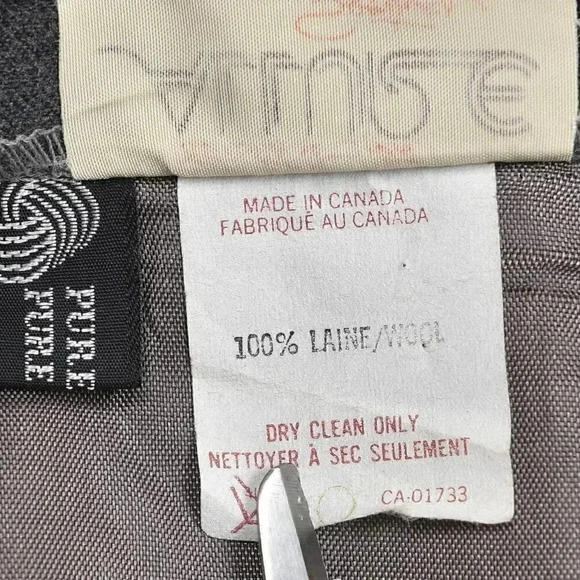 MADE IN CANADA
FABRIQUÉ AU CANADA
100% LAINE/WOOL
DRY CLEAN ONLY
NETTOYER À SEC SEULEMENT
CA-01733
PURE
PURE